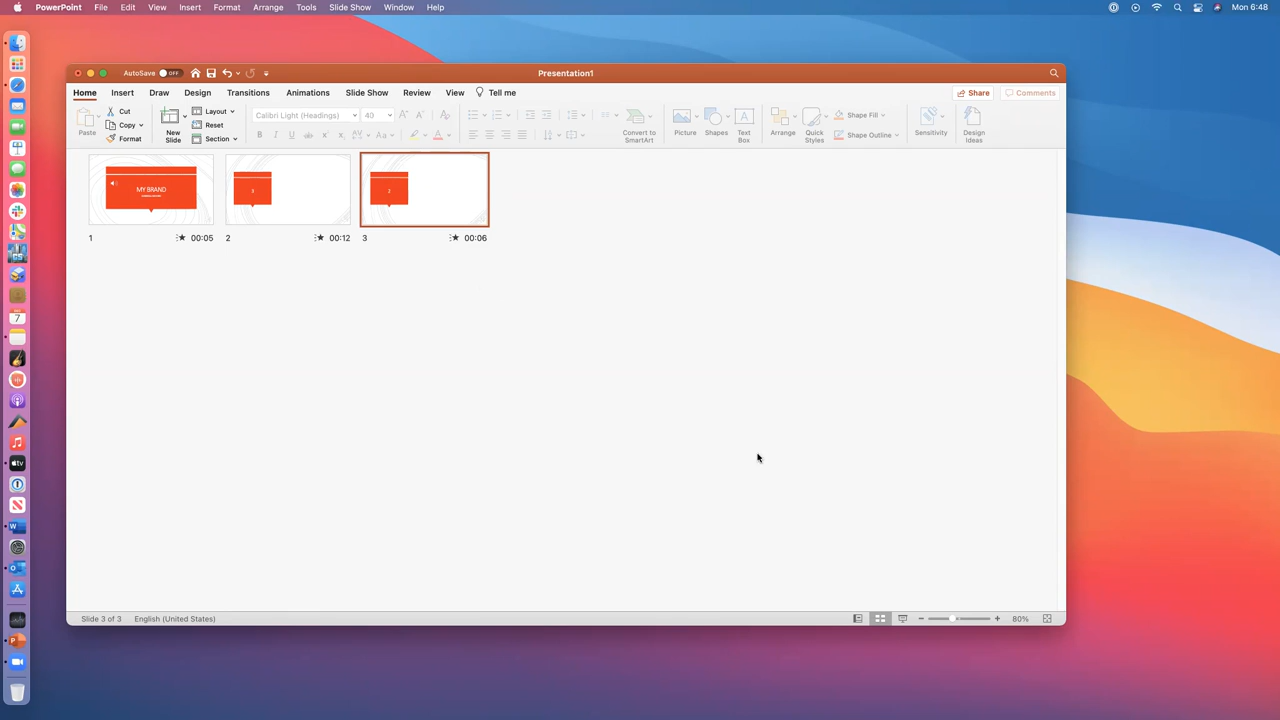 PowerPoint File Edit View Insert Format Arrange Tools Slide Show Window Help Mon 6:48
AutoSave OFF Presentation1
Home Insert Draw Design Transitions Animations Slide Show Review View Tell me Share Comments
Paste Cut Copy Format New Slide Layout Reset Section Calibri Light (Headings) 40 Convert to SmartArt Picture Shapes Text Box Arrange Quick Styles Shape Fill Shape Outline Sensitivity Design Ideas
MY BRAND
3
2
1 00:05 2 00:12 3 00:06
7
Slide 3 of 3 English (United States) 80%